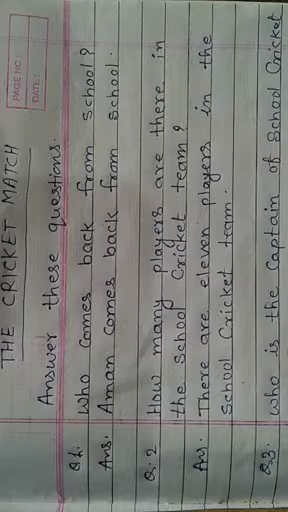 PAGE NO:
DATE:
THE CRICKET MATCH
Answer these questions.
Q1. Who comes back from school?
Ans. Aman comes back from school.
Q.2 How many players are there in
the school Cricket team?
Ans. There are eleven players in the
School Cricket team.
Q3. Who is the Captain of School Cricket